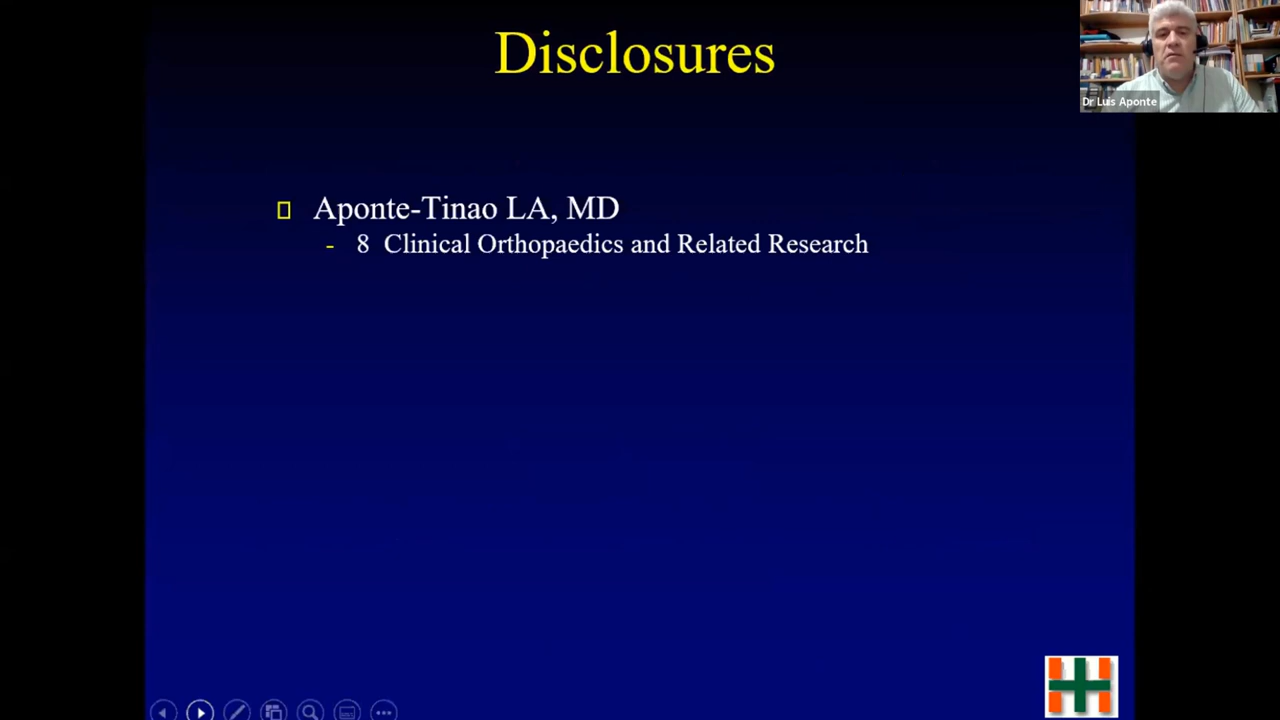 Disclosures
Dr Luis Aponte
Aponte-Tinao LA, MD
- 8 Clinical Orthopaedics and Related Research